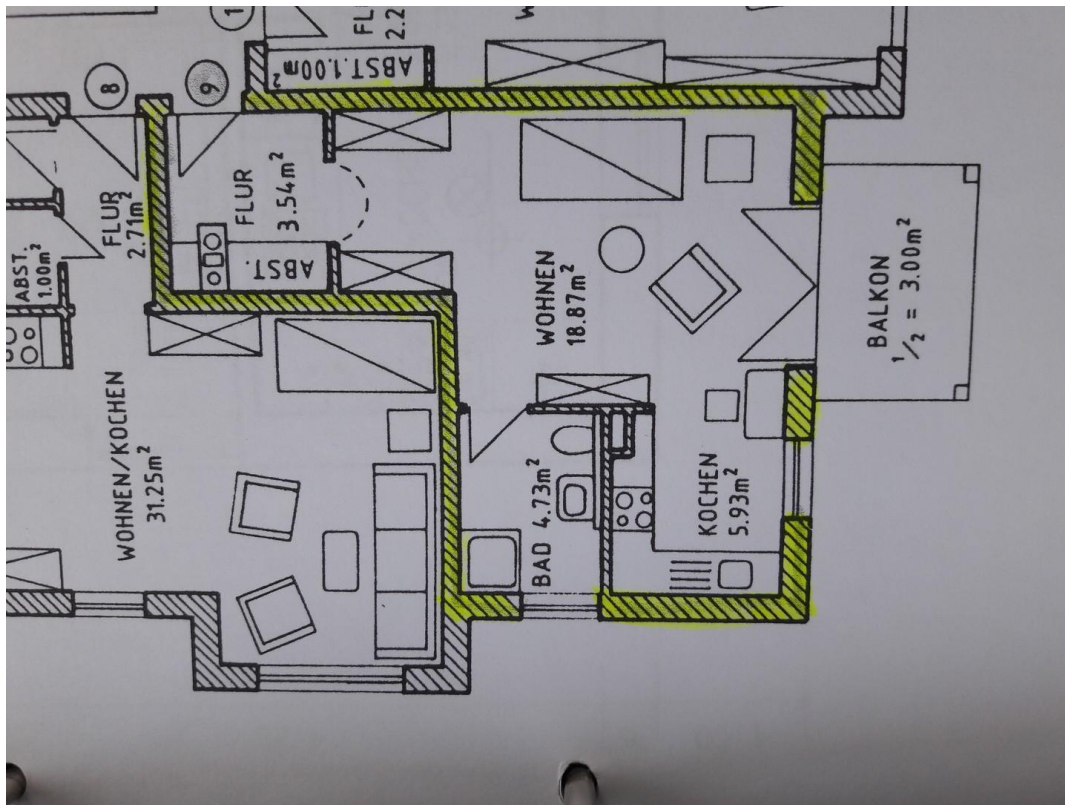 8
9
1
FLUR
2.2
W
ABST.1.00m²
FLUR
2.71m²
ABST.
1.00m²
FLUR
3.54m²
ABST.
WOHNEN
18.87m²
BALKON
1/2 = 3.00m²
WOHNEN/KOCHEN
31.25m²
BAD 4.73m²
KOCHEN
5.93m²